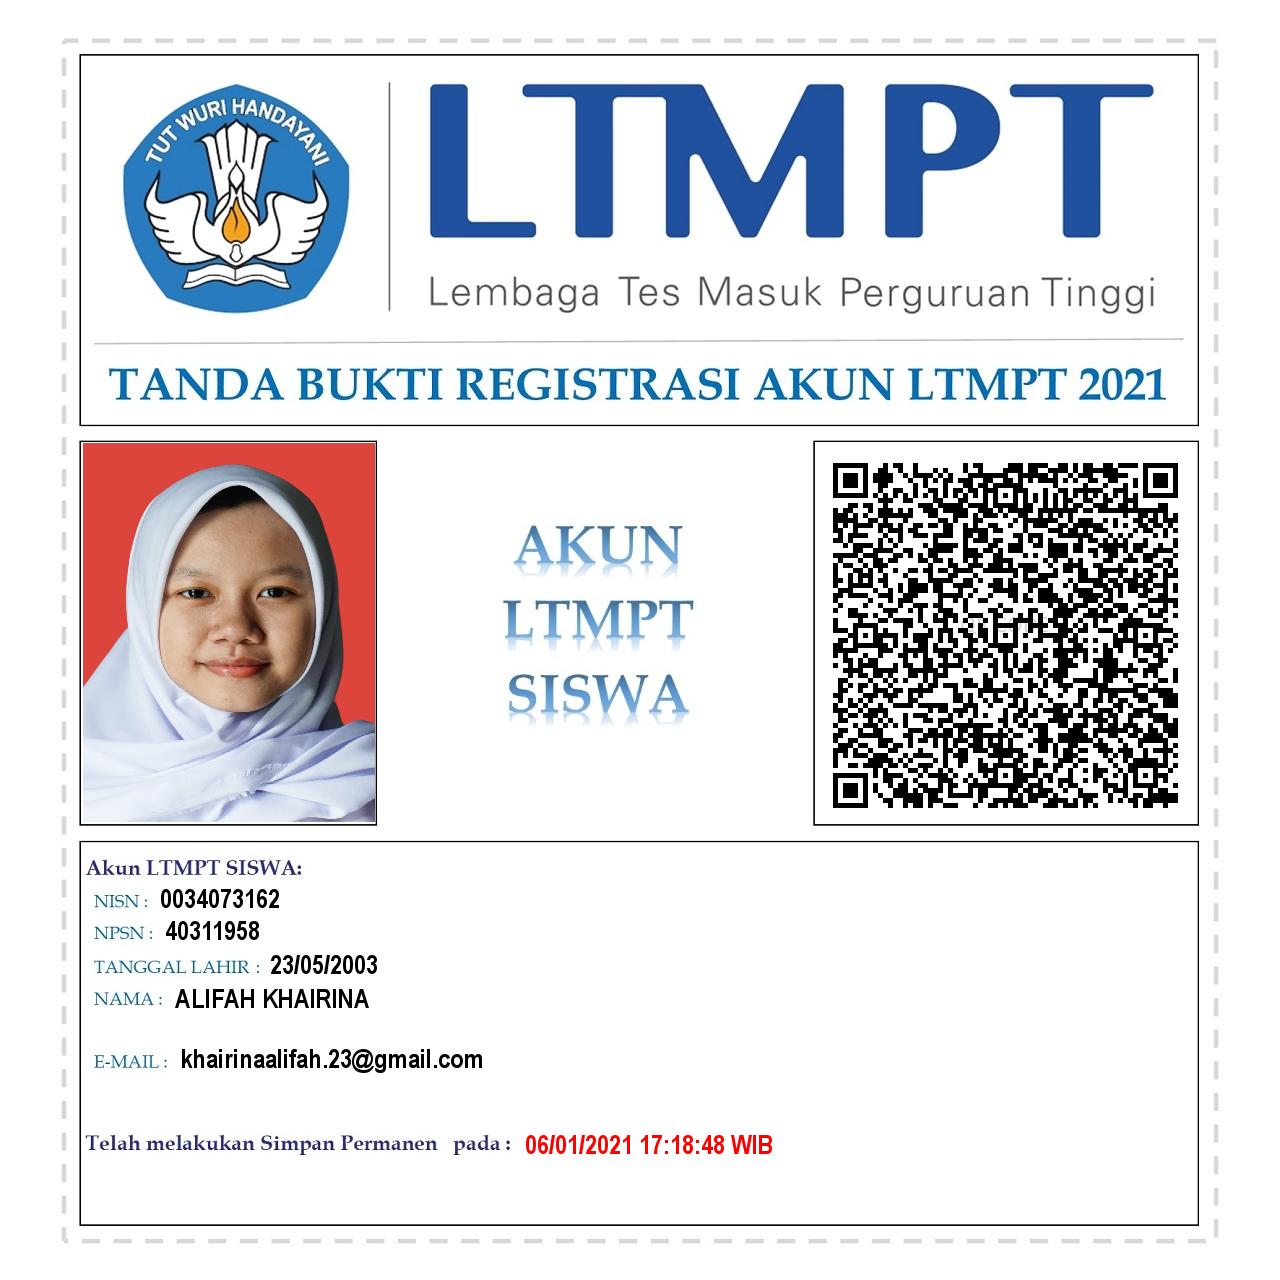 TUT WURI HANDAYANI
LTMPT
Lembaga Tes Masuk Perguruan Tinggi
TANDA BUKTI REGISTRASI AKUN LTMPT 2021
AKUN
LTMPT
SISWA
Akun LTMPT SISWA:
NISN : 0034073162
NPSN : 40311958
TANGGAL LAHIR : 23/05/2003
NAMA : ALIFAH KHAIRINA
E-MAIL : khairinaalifah.23@gmail.com
Telah melakukan Simpan Permanen pada : 06/01/2021 17:18:48 WIB